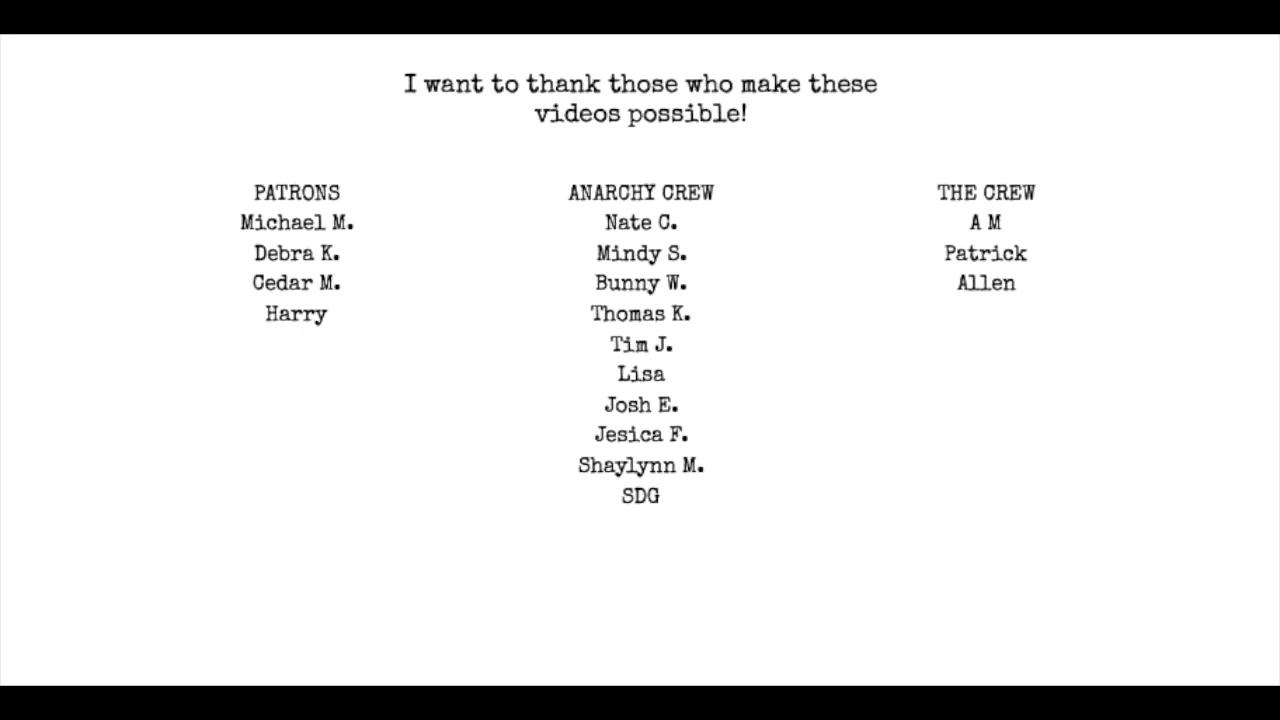 I want to thank those who make these
videos possible!
PATRONS
Michael M.
Debra K.
Cedar M.
Harry
ANARCHY CREW
Nate C.
Mindy S.
Bunny W.
Thomas K.
Tim J.
Lisa
Josh E.
Jesica F.
Shaylynn M.
SDG
THE CREW
A M
Patrick
Allen